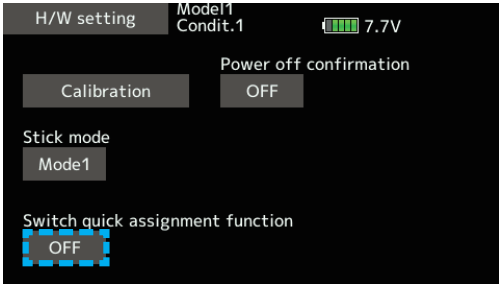 H/W setting
Model1
Condit.1
7.7V
Power off confirmation
Calibration
OFF
Stick mode
Mode1
Switch quick assignment function
OFF